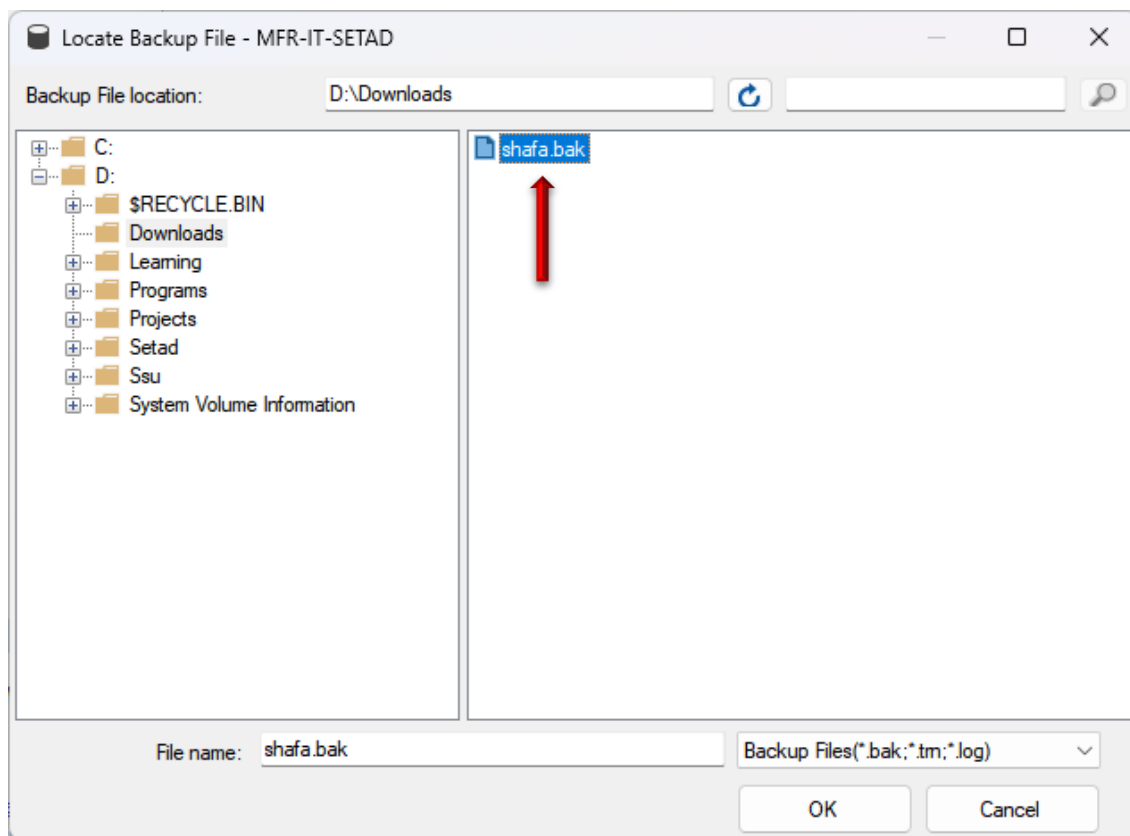 Locate Backup File - MFR-IT-SETAD
Backup File location: D:\Downloads
C:
D:
$RECYCLE.BIN
Downloads
Learning
Programs
Projects
Setad
Ssu
System Volume Information
shafa.bak
File name: shafa.bak
Backup Files(*.bak;*.trn;*.log)
OK Cancel